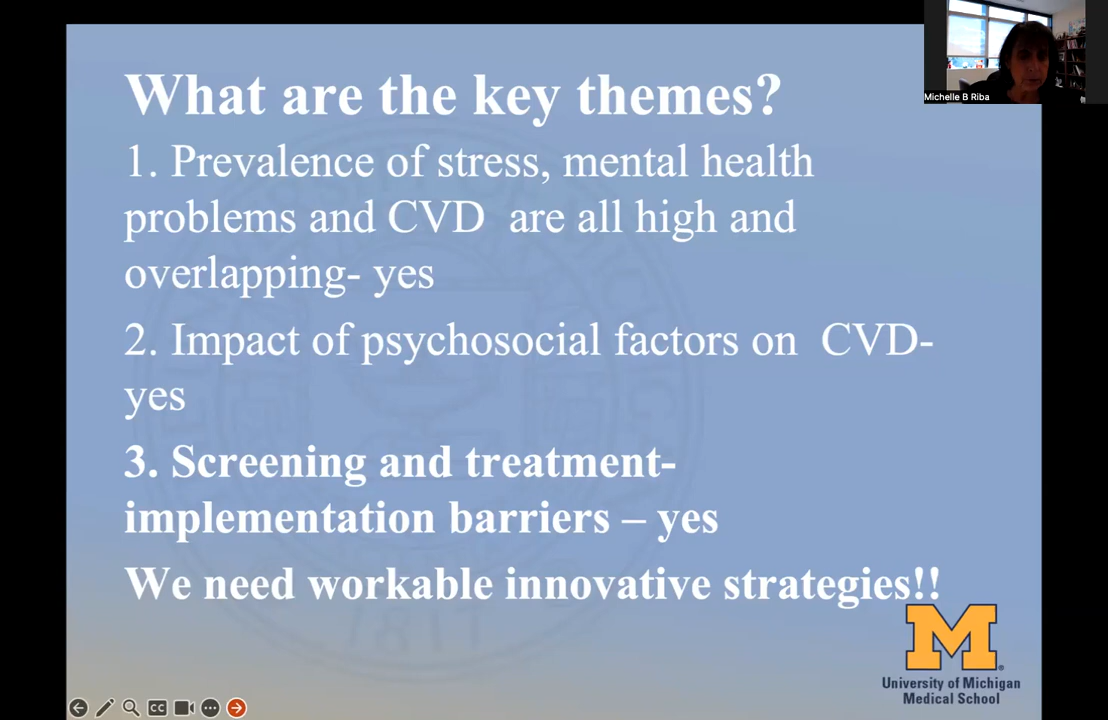 Michelle B Riba
What are the key themes?
1. Prevalence of stress, mental health
problems and CVD  are all high and
overlapping- yes
2. Impact of psychosocial factors on  CVD-
yes
3. Screening and treatment-
implementation barriers – yes
We need workable innovative strategies!!
M
University of Michigan
Medical School
1817
CC